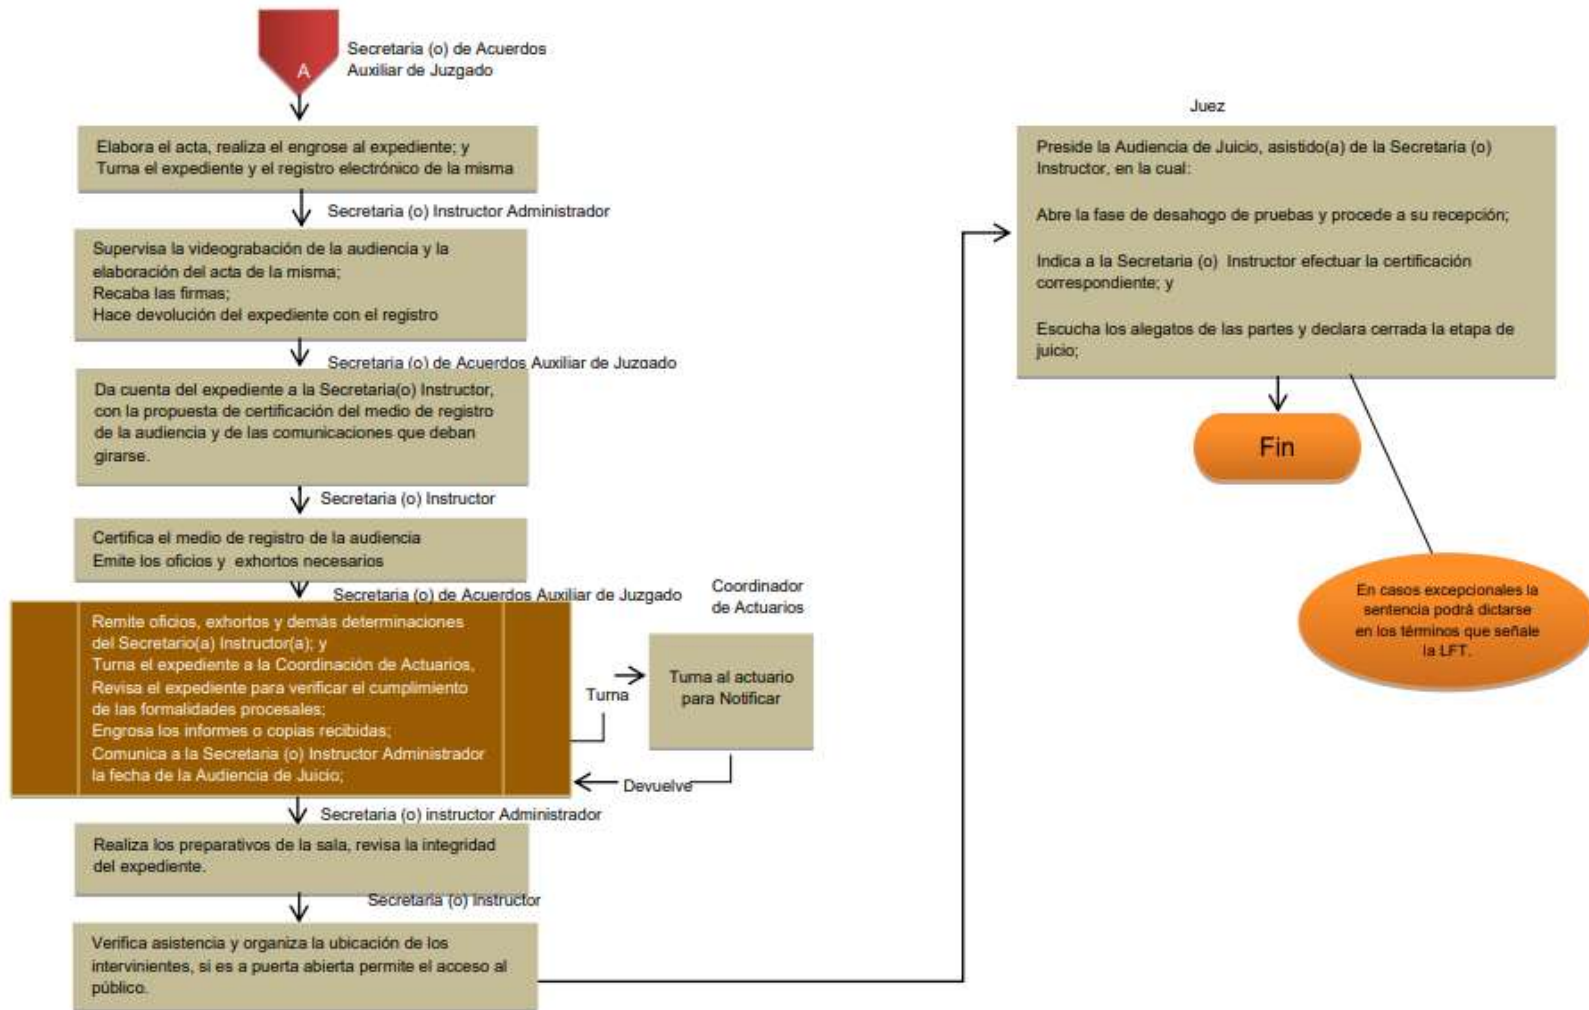 A
Secretaria (o) de Acuerdos
Auxiliar de Juzgado
Elabora el acta, realiza el engrose al expediente; y
Turna el expediente y el registro electrónico de la misma
Secretaria (o) Instructor Administrador
Supervisa la videograbación de la audiencia y la
elaboración del acta de la misma;
Recaba las firmas;
Hace devolución del expediente con el registro
Secretaria (o) de Acuerdos Auxiliar de Juzgado
Da cuenta del expediente a la Secretaria(o) Instructor,
con la propuesta de certificación del medio de registro
de la audiencia y de las comunicaciones que deban
girarse.
Secretaria (o) Instructor
Certifica el medio de registro de la audiencia
Emite los oficios y exhortos necesarios
Secretaria (o) de Acuerdos Auxiliar de Juzgado
Remite oficios, exhortos y demás determinaciones
del Secretario(a) Instructor(a); y
Turna el expediente a la Coordinación de Actuarios,
Revisa el expediente para verificar el cumplimiento
de las formalidades procesales;
Engrosa los informes o copias recibidas;
Comunica a la Secretaria (o) Instructor Administrador
la fecha de la Audiencia de Juicio;
Turna
Coordinador
de Actuarios
Turna al actuario
para Notificar
Devuelve
Secretaria (o) instructor Administrador
Realiza los preparativos de la sala, revisa la integridad
del expediente.
Secretaria (o) Instructor
Verifica asistencia y organiza la ubicación de los
intervinientes, si es a puerta abierta permite el acceso al
público.
Juez
Preside la Audiencia de Juicio, asistido(a) de la Secretaria (o)
Instructor, en la cual:
Abre la fase de desahogo de pruebas y procede a su recepción;
Indica a la Secretaria (o) Instructor efectuar la certificación
correspondiente; y
Escucha los alegatos de las partes y declara cerrada la etapa de
juicio;
Fin
En casos excepcionales la
sentencia podrá dictarse
en los términos que señale
la LFT.